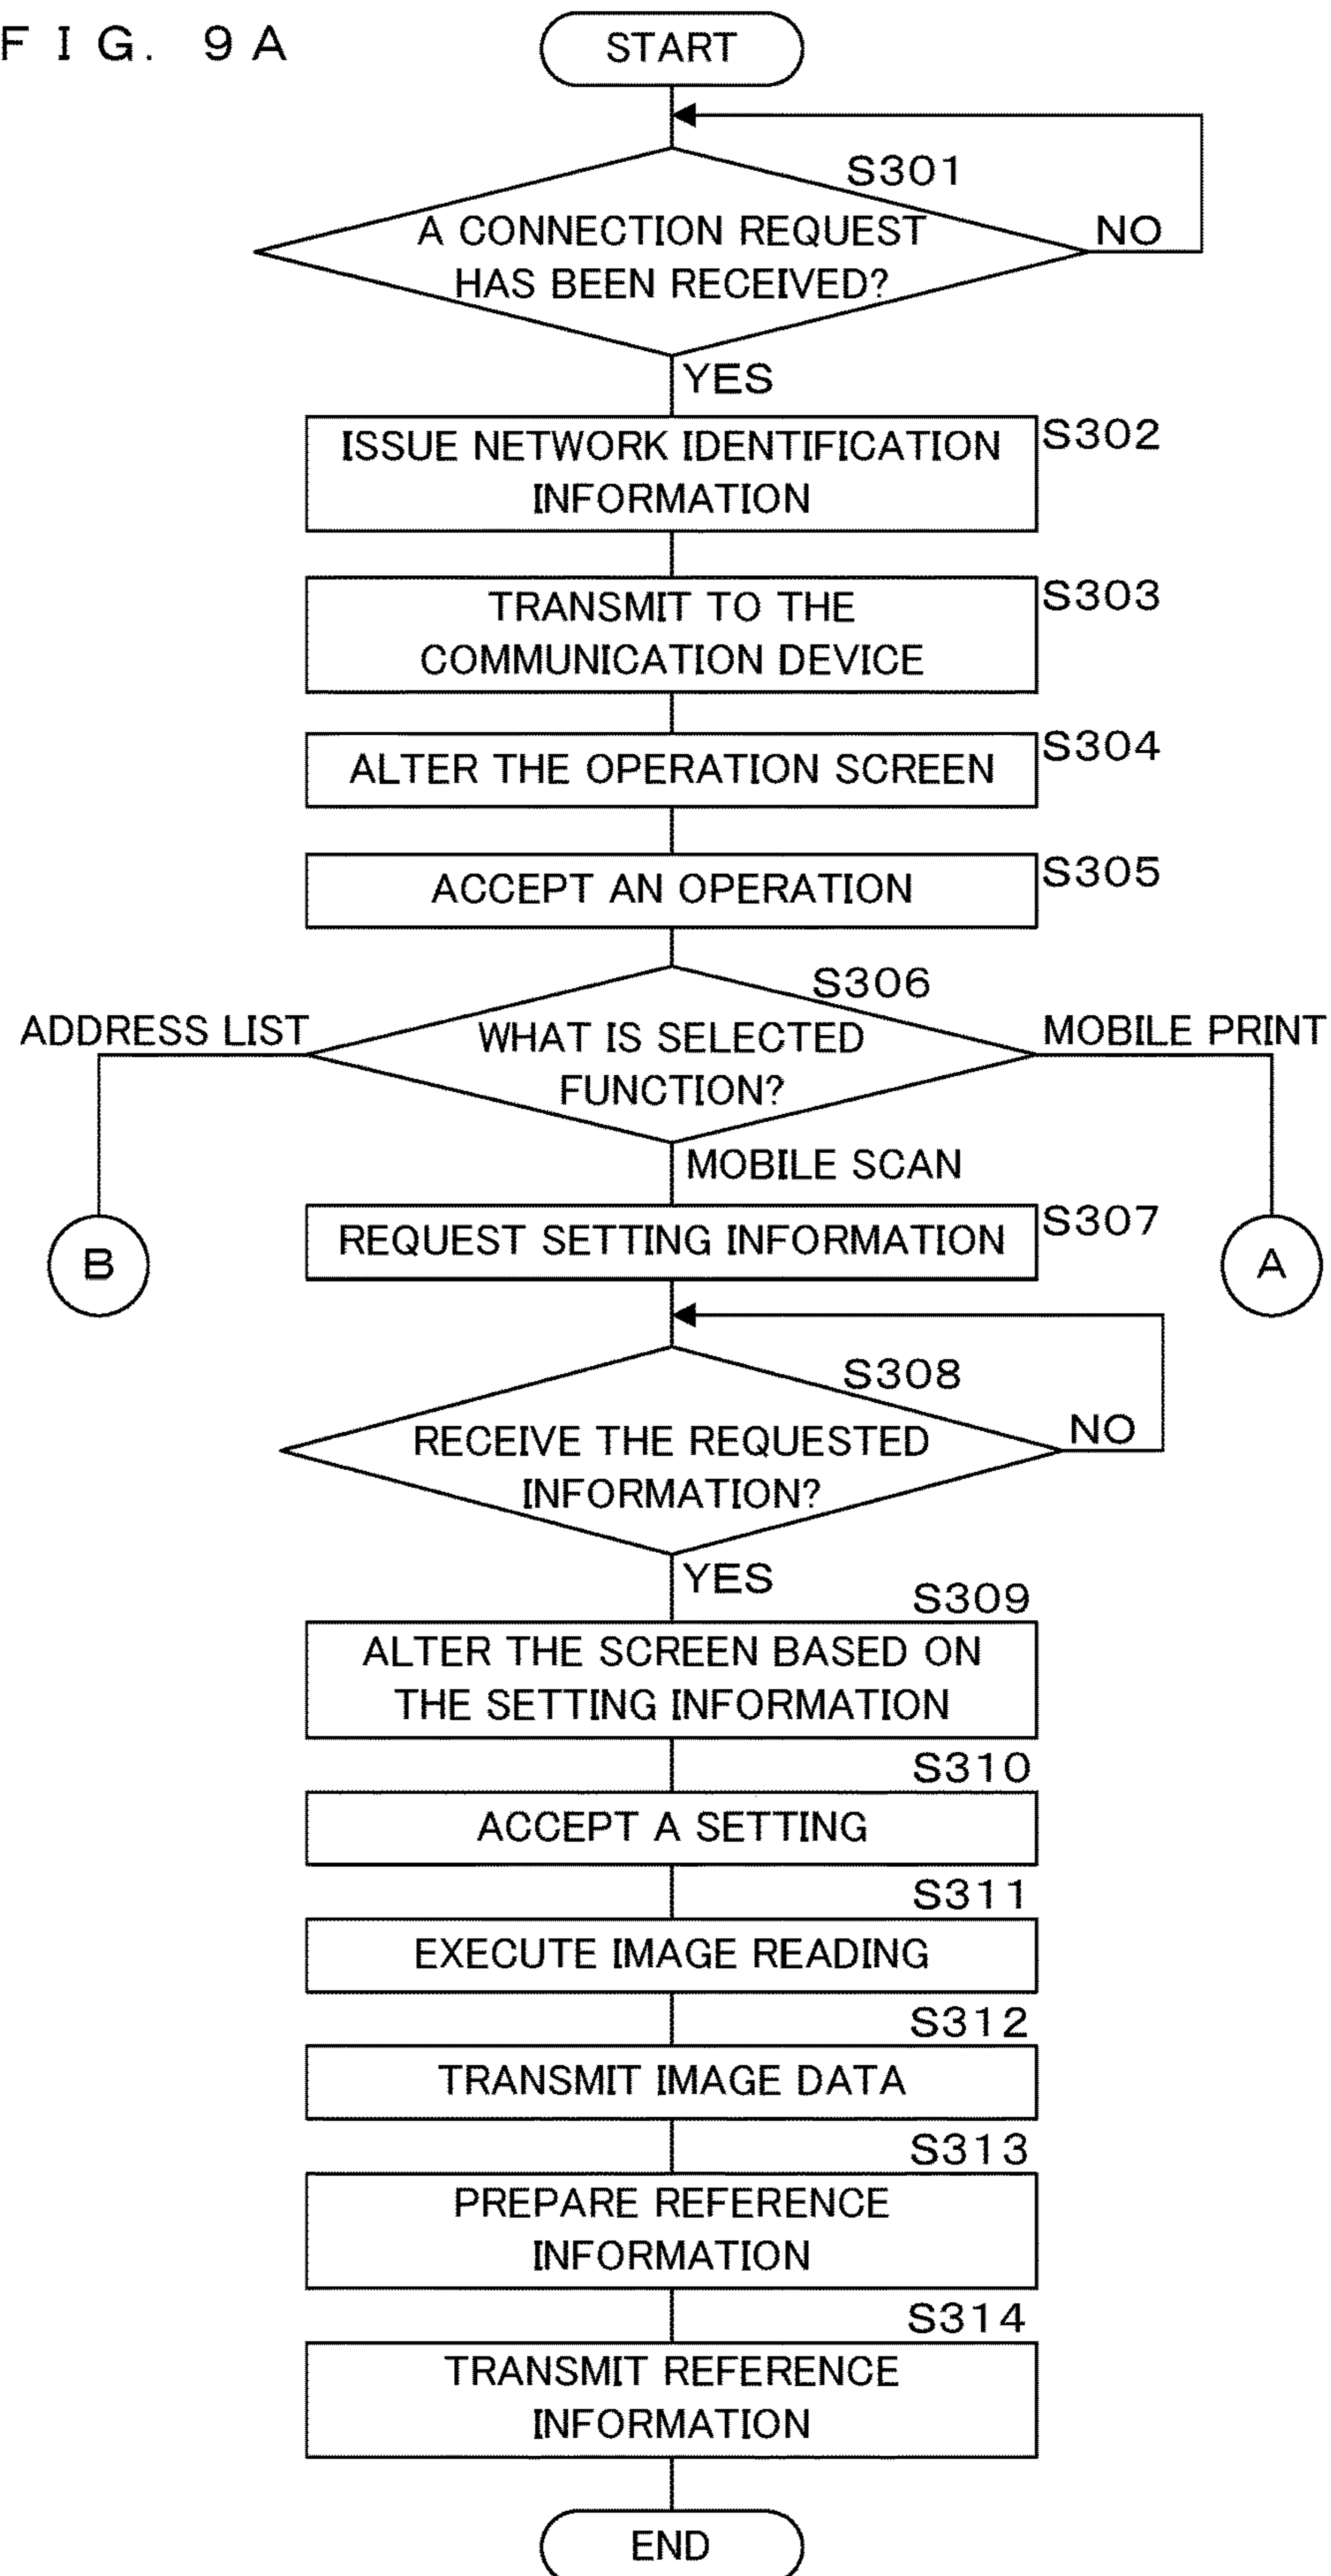 FIG. 9A
START
S301
A CONNECTION REQUEST
HAS BEEN RECEIVED?
NO
YES
ISSUE NETWORK IDENTIFICATION
INFORMATION
S302
TRANSMIT TO THE
COMMUNICATION DEVICE
S303
ALTER THE OPERATION SCREEN
S304
ACCEPT AN OPERATION
S305
S306
ADDRESS LIST
WHAT IS SELECTED
FUNCTION?
MOBILE PRINT
MOBILE SCAN
B
REQUEST SETTING INFORMATION
S307
A
S308
RECEIVE THE REQUESTED
INFORMATION?
NO
YES
S309
ALTER THE SCREEN BASED ON
THE SETTING INFORMATION
S310
ACCEPT A SETTING
S311
EXECUTE IMAGE READING
S312
TRANSMIT IMAGE DATA
S313
PREPARE REFERENCE
INFORMATION
S314
TRANSMIT REFERENCE
INFORMATION
END